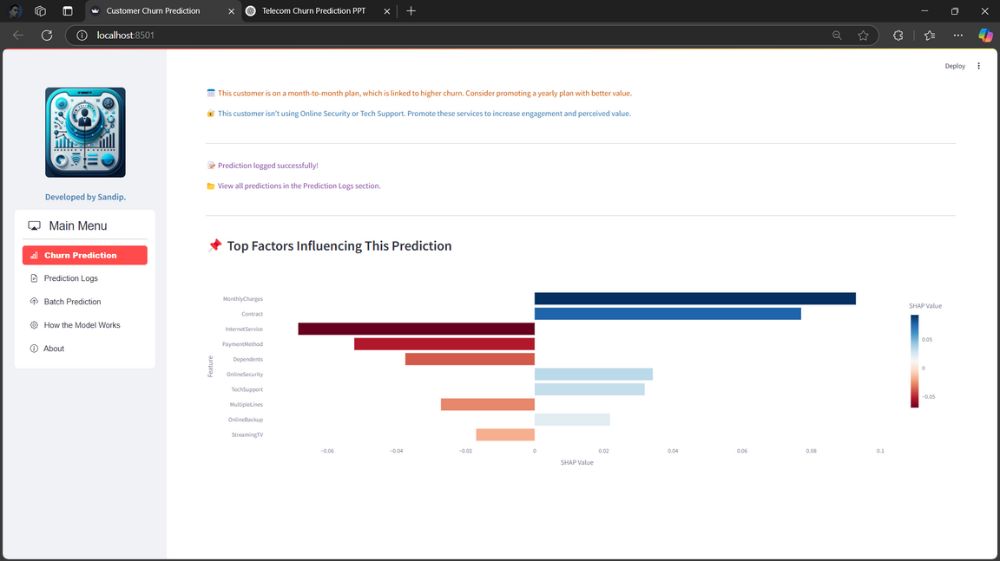 Customer Churn Prediction
Telecom Churn Prediction PPT
localhost:8501
Deploy
Developed by Sandip.
Main Menu
Churn Prediction
Prediction Logs
Batch Prediction
How the Model Works
About
This customer is on a month-to-month plan, which is linked to higher churn. Consider promoting a yearly plan with better value.
This customer isn't using Online Security or Tech Support. Promote these services to increase engagement and perceived value.
Prediction logged successfully!
View all predictions in the Prediction Logs section.
Top Factors Influencing This Prediction
Feature
MonthlyCharges
Contract
InternetService
PaymentMethod
Dependents
OnlineSecurity
TechSupport
MultipleLines
OnlineBackup
StreamingTV
-0.06 -0.04 -0.02 0 0.02 0.04 0.06 0.08 0.1
SHAP Value
SHAP Value
0.05
0
-0.05